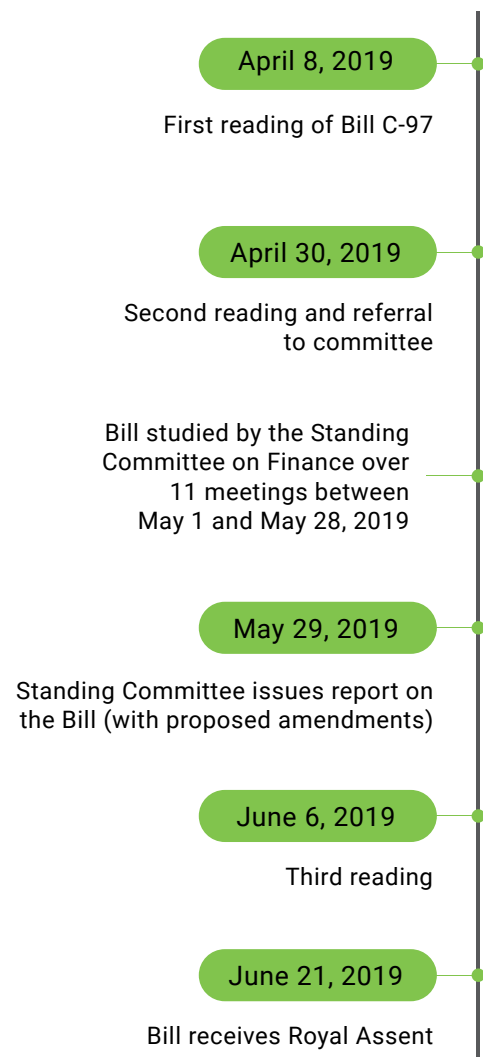 April 8, 2019
First reading of Bill C-97
April 30, 2019
Second reading and referral
to committee
Bill studied by the Standing
Committee on Finance over
11 meetings between
May 1 and May 28, 2019
May 29, 2019
Standing Committee issues report on
the Bill (with proposed amendments)
June 6, 2019
Third reading
June 21, 2019
Bill receives Royal Assent